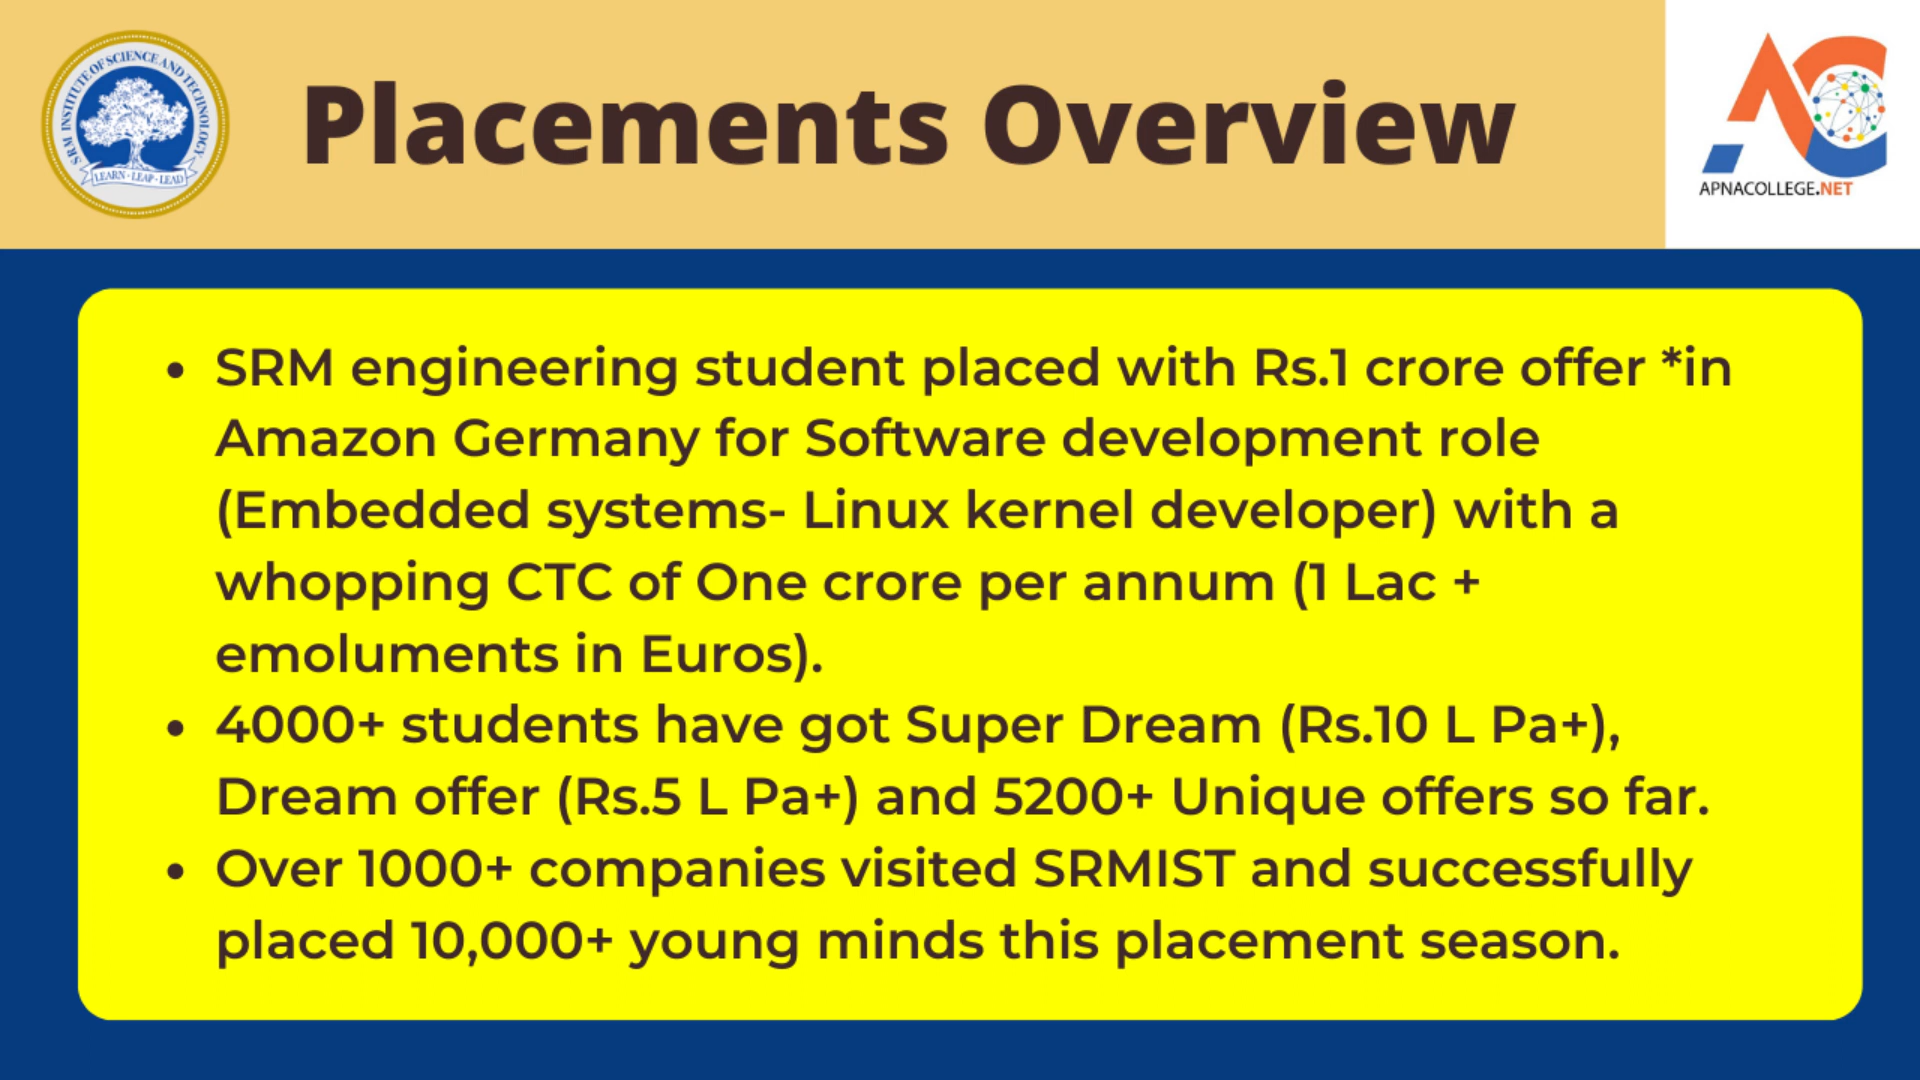 SRM INSTITUTE OF SCIENCE AND TECHNOLOGY
LEARN - LEAP - LEAD
Placements Overview
APNACOLLEGE.NET
• SRM engineering student placed with Rs.1 crore offer *in
Amazon Germany for Software development role
(Embedded systems- Linux kernel developer) with a
whopping CTC of One crore per annum (1 Lac +
emoluments in Euros).
• 4000+ students have got Super Dream (Rs.10 L Pa+),
Dream offer (Rs.5 L Pa+) and 5200+ Unique offers so far.
• Over 1000+ companies visited SRMIST and successfully
placed 10,000+ young minds this placement season.